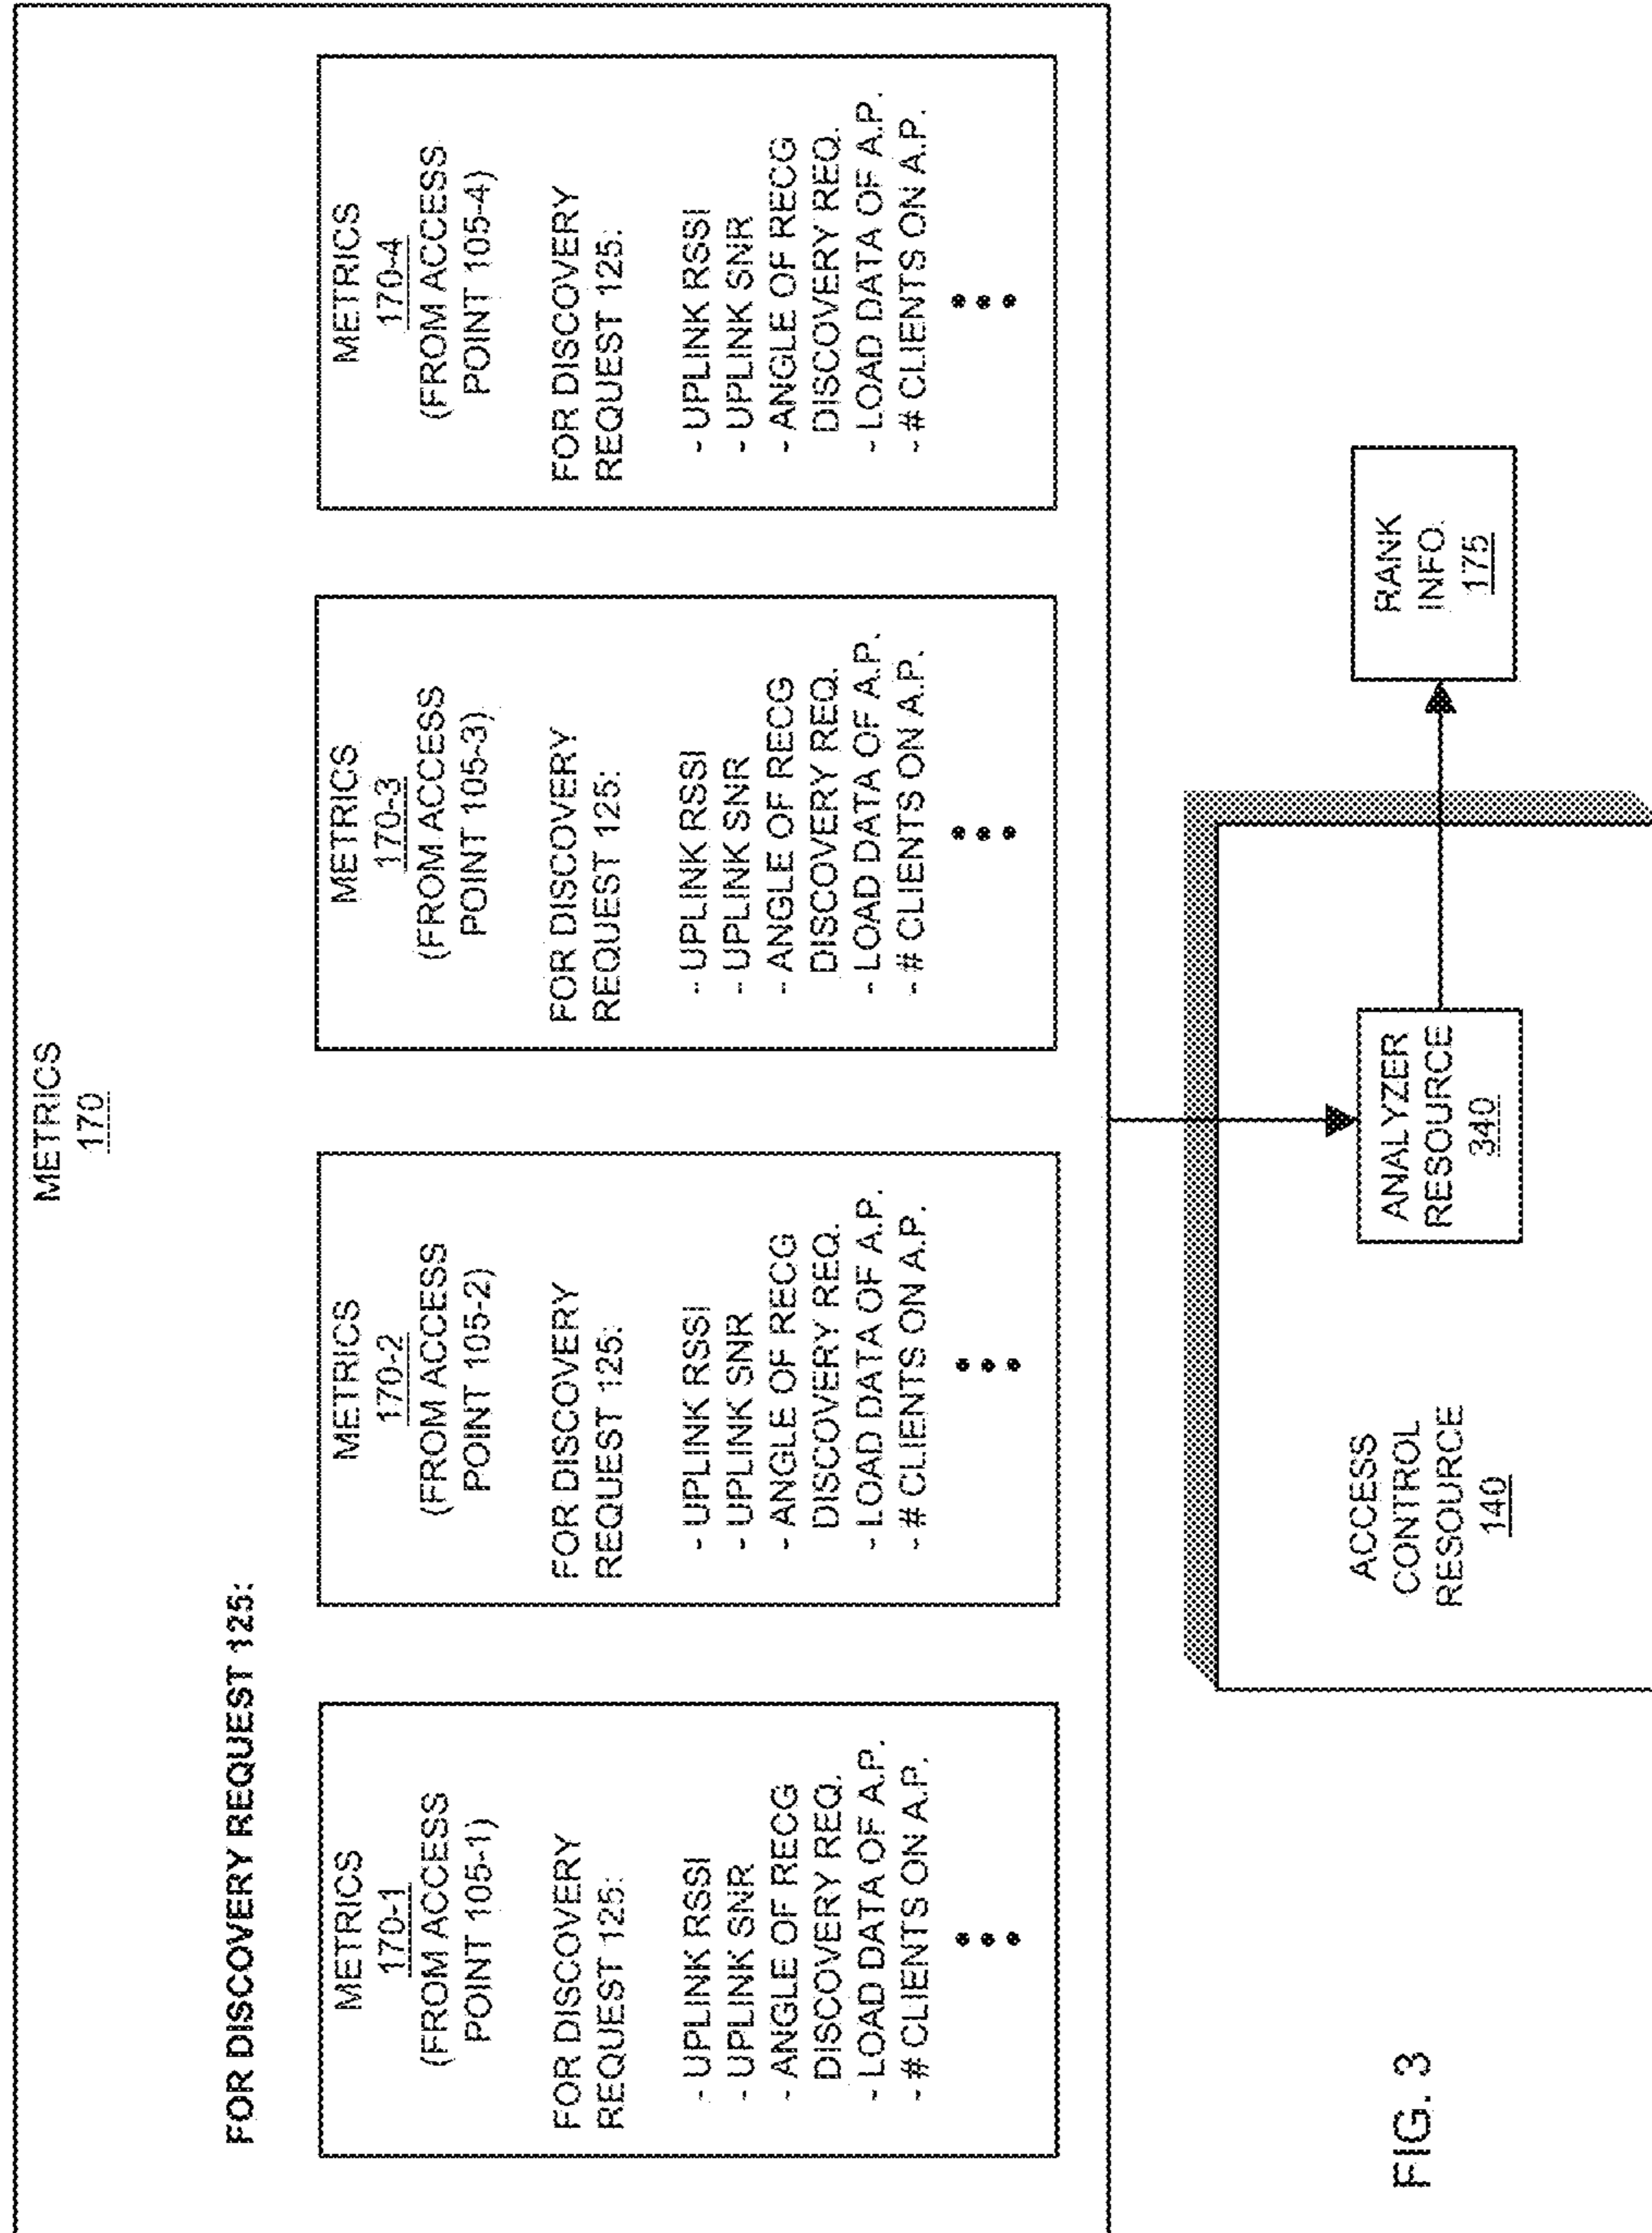 METRICS
170
FOR DISCOVERY REQUEST 125:
METRICS
170-1
(FROM ACCESS
POINT 105-1)
FOR DISCOVERY
REQUEST 125:
- UPLINK RSSI
- UPLINK SNR
- ANGLE OF RECG
DISCOVERY REQ.
- LOAD DATA OF A.P.
- # CLIENTS ON A.P.
METRICS
170-2
(FROM ACCESS
POINT 105-2)
FOR DISCOVERY
REQUEST 125:
- UPLINK RSSI
- UPLINK SNR
- ANGLE OF RECG
DISCOVERY REQ.
- LOAD DATA OF A.P.
- # CLIENTS ON A.P.
METRICS
170-3
(FROM ACCESS
POINT 105-3)
FOR DISCOVERY
REQUEST 125:
- UPLINK RSSI
- UPLINK SNR
- ANGLE OF RECG
DISCOVERY REQ.
- LOAD DATA OF A.P.
- # CLIENTS ON A.P.
METRICS
170-4
(FROM ACCESS
POINT 105-4)
FOR DISCOVERY
REQUEST 125:
- UPLINK RSSI
- UPLINK SNR
- ANGLE OF RECG
DISCOVERY REQ.
- LOAD DATA OF A.P.
- # CLIENTS ON A.P.
ACCESS
CONTROL
RESOURCE
140
ANALYZER
RESOURCE
340
RANK
INFO.
175
FIG. 3